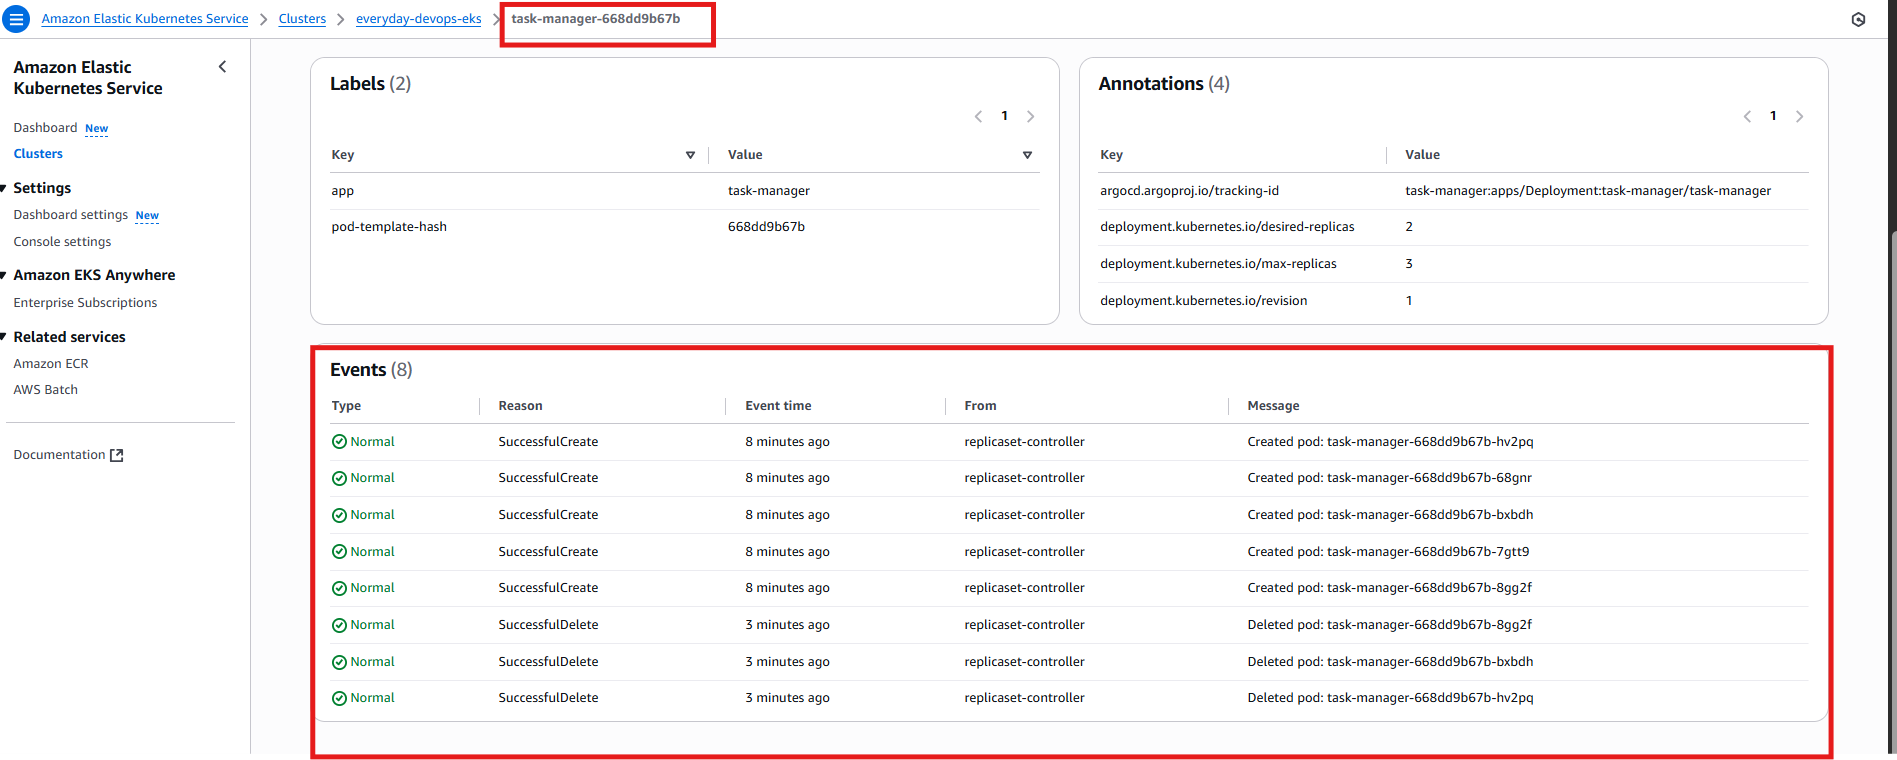 Amazon Elastic Kubernetes Service > Clusters > everyday-devops-eks > task-manager-668dd9b67b
Amazon Elastic
Kubernetes Service
Dashboard New
Clusters
Settings
Dashboard settings New
Console settings
Amazon EKS Anywhere
Enterprise Subscriptions
Related services
Amazon ECR
AWS Batch
Documentation
Labels (2)
1
Key Value
app task-manager
pod-template-hash 668dd9b67b
Annotations (4)
1
Key Value
argocd.argoproj.io/tracking-id task-manager:apps/Deployment:task-manager/task-manager
deployment.kubernetes.io/desired-replicas 2
deployment.kubernetes.io/max-replicas 3
deployment.kubernetes.io/revision 1
Events (8)
Type Reason Event time From Message
Normal SuccessfulCreate 8 minutes ago replicaset-controller Created pod: task-manager-668dd9b67b-hv2pq
Normal SuccessfulCreate 8 minutes ago replicaset-controller Created pod: task-manager-668dd9b67b-68gnr
Normal SuccessfulCreate 8 minutes ago replicaset-controller Created pod: task-manager-668dd9b67b-bxbdh
Normal SuccessfulCreate 8 minutes ago replicaset-controller Created pod: task-manager-668dd9b67b-7gtt9
Normal SuccessfulCreate 8 minutes ago replicaset-controller Created pod: task-manager-668dd9b67b-8gg2f
Normal SuccessfulDelete 3 minutes ago replicaset-controller Deleted pod: task-manager-668dd9b67b-8gg2f
Normal SuccessfulDelete 3 minutes ago replicaset-controller Deleted pod: task-manager-668dd9b67b-bxbdh
Normal SuccessfulDelete 3 minutes ago replicaset-controller Deleted pod: task-manager-668dd9b67b-hv2pq